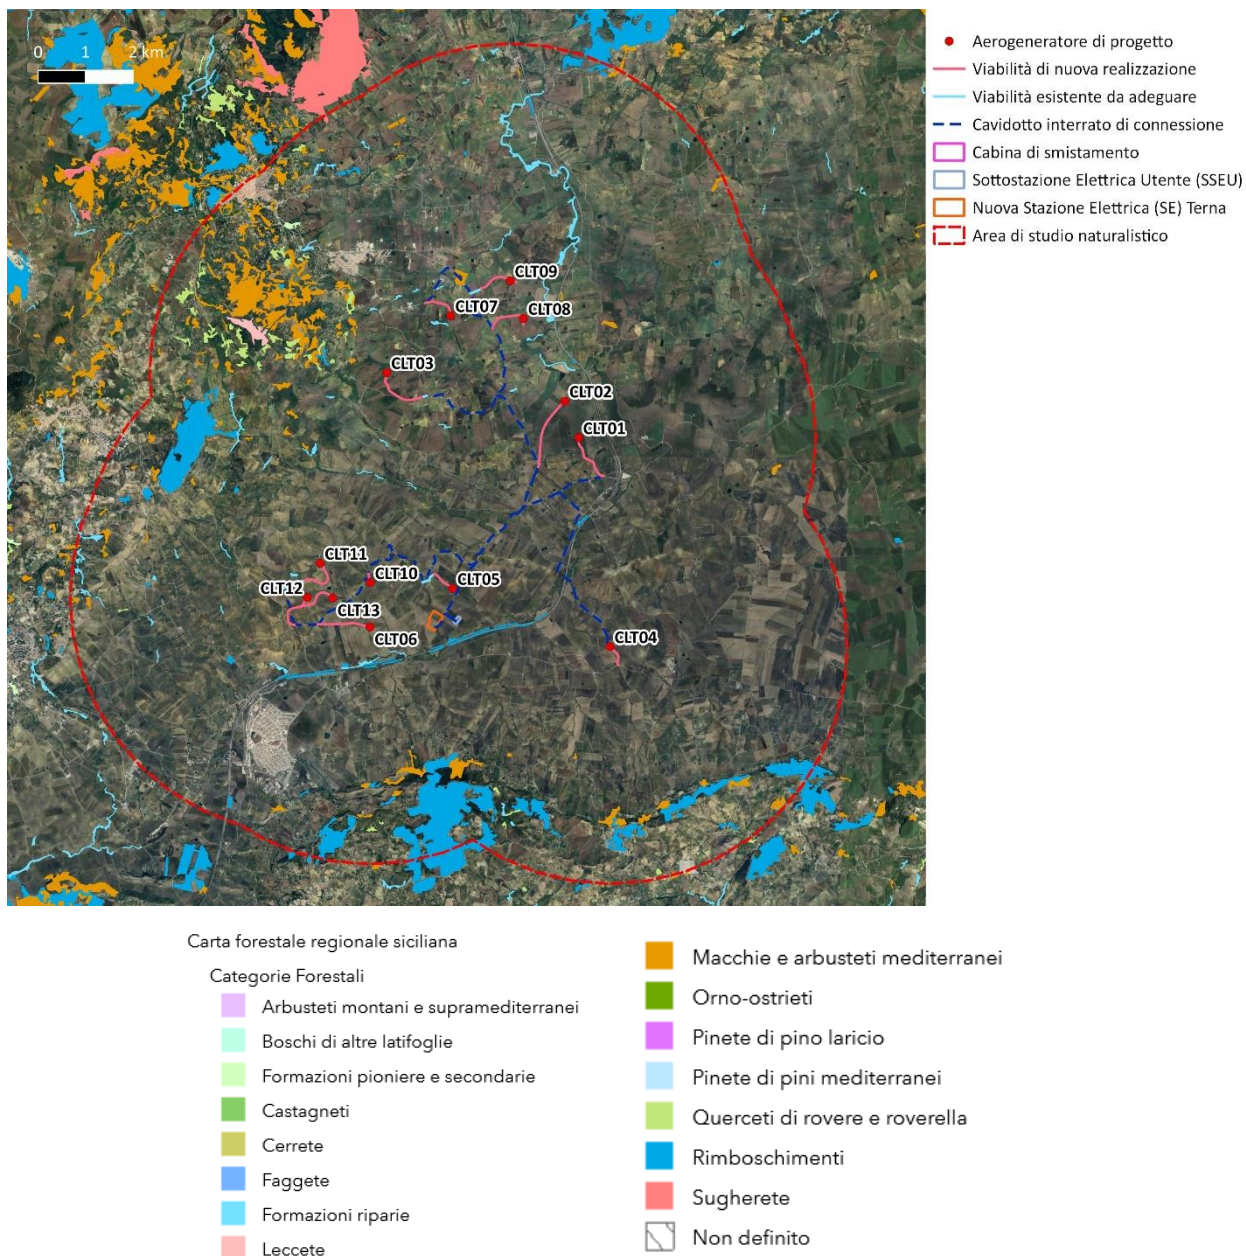 0 1 2 km
Aerogeneratore di progetto
Viabilità di nuova realizzazione
Viabilità esistente da adeguare
Cavidotto interrato di connessione
Cabina di smistamento
Sottostazione Elettrica Utente (SSEU)
Nuova Stazione Elettrica (SE) Terna
Area di studio naturalistico
CLT09
CLT07
CLT08
CLT03
CLT02
CLT01
CLT11
CLT10
CLT05
CLT12
CLT13
CLT06
CLT04
Carta forestale regionale siciliana
Categorie Forestali
Arbusteti montani e supramediterranei
Boschi di altre latifoglie
Formazioni pioniere e secondarie
Castagneti
Cerrete
Faggete
Formazioni riparie
Leccete
Macchie e arbusteti mediterranei
Orno-ostrieti
Pinete di pino laricio
Pinete di pini mediterranei
Querceti di rovere e roverella
Rimboschimenti
Sugherete
Non definito